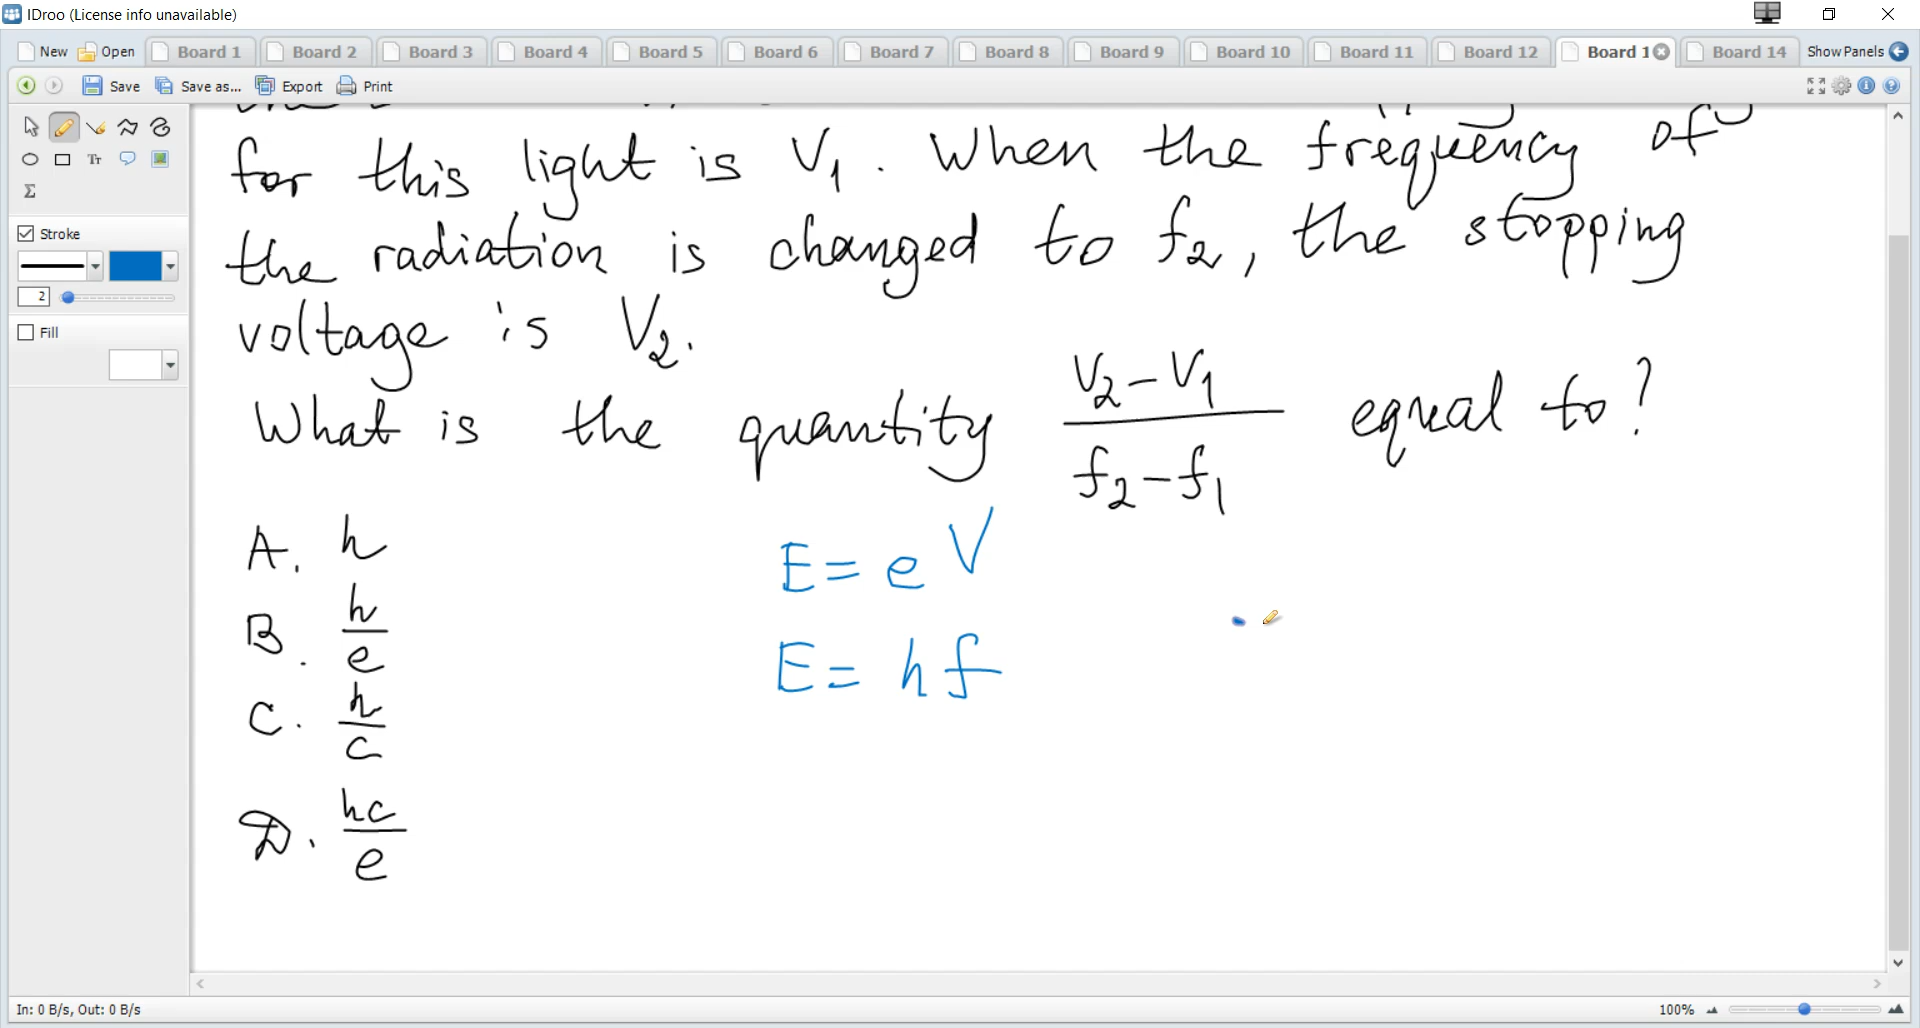 IDroo (License info unavailable)
New Open Board 1 Board 2 Board 3 Board 4 Board 5 Board 6 Board 7 Board 8 Board 9 Board 10 Board 11 Board 12 Board 1 Board 14 Show Panels
Save Save as... Export Print
for this light is V₁. When the frequency of
the radiation is changed to f₂, the stopping
voltage is V₂.
What is the quantity (V₂-V₁)/(f₂-f₁) equal to?
A. h
B. h/e
C. h/c
D. hc/e
E = e V
E = h f
Tt
Σ
Stroke
2
Fill
In: 0 B/s, Out: 0 B/s
100%